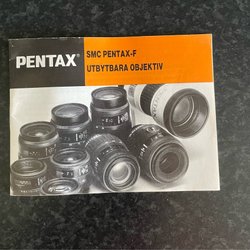 PENTAX®
SMC PENTAX-F
UTBYTBARA OBJEKTIV